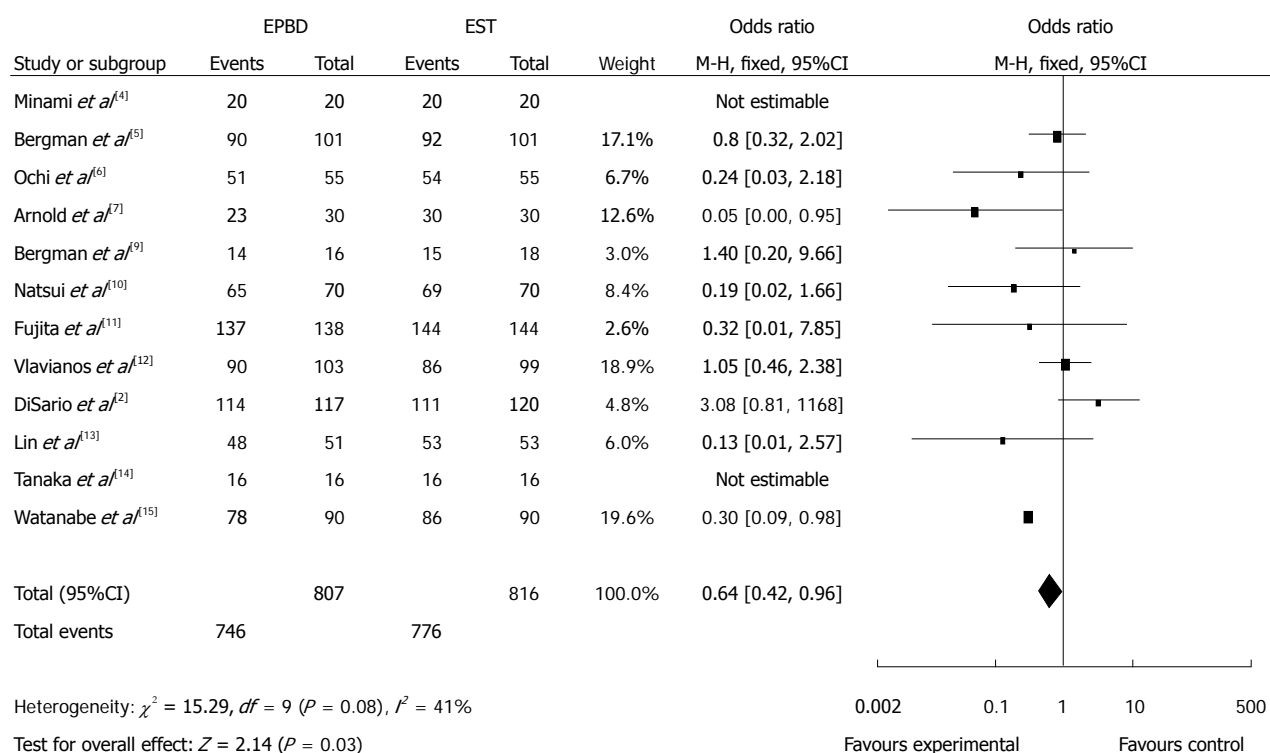 EPBD EST Odds ratio Odds ratio
Study or subgroup Events Total Events Total Weight M-H, fixed, 95%CI M-H, fixed, 95%CI
Minami et al[4] 20 20 20 20 Not estimable
Bergman et al[5] 90 101 92 101 17.1% 0.8 [0.32, 2.02]
Ochi et al[6] 51 55 54 55 6.7% 0.24 [0.03, 2.18]
Arnold et al[7] 23 30 30 30 12.6% 0.05 [0.00, 0.95]
Bergman et al[9] 14 16 15 18 3.0% 1.40 [0.20, 9.66]
Natsui et al[10] 65 70 69 70 8.4% 0.19 [0.02, 1.66]
Fujita et al[11] 137 138 144 144 2.6% 0.32 [0.01, 7.85]
Vlavianos et al[12] 90 103 86 99 18.9% 1.05 [0.46, 2.38]
DiSario et al[2] 114 117 111 120 4.8% 3.08 [0.81, 1168]
Lin et al[13] 48 51 53 53 6.0% 0.13 [0.01, 2.57]
Tanaka et al[14] 16 16 16 16 Not estimable
Watanabe et al[15] 78 90 86 90 19.6% 0.30 [0.09, 0.98]
Total (95%CI) 807 816 100.0% 0.64 [0.42, 0.96]
Total events 746 776
Heterogeneity: χ² = 15.29, df = 9 (P = 0.08), I² = 41%
0.002 0.1 1 10 500
Test for overall effect: Z = 2.14 (P = 0.03)
Favours experimental Favours control